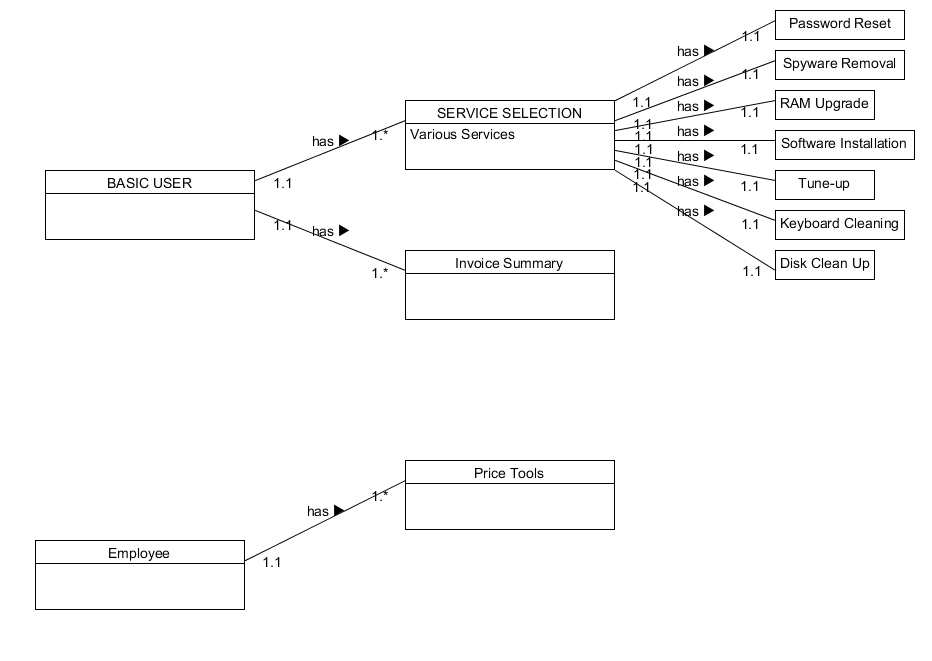 Password Reset
has ▶
1.1
Spyware Removal
has ▶
1.1
1.1
RAM Upgrade
has ▶
1.1
SERVICE SELECTION
1.1
Various Services
has ▶
1.1
Software Installation
1.1
1.1
has ▶
1.1
Tune-up
1.1
1.1
has ▶
1.1
Keyboard Cleaning
1.1
has ▶
1.1
Disk Clean Up
has ▶
1.*
BASIC USER
1.1
1.1
has ▶
1.*
Invoice Summary
Price Tools
has ▶
1.*
Employee
1.1